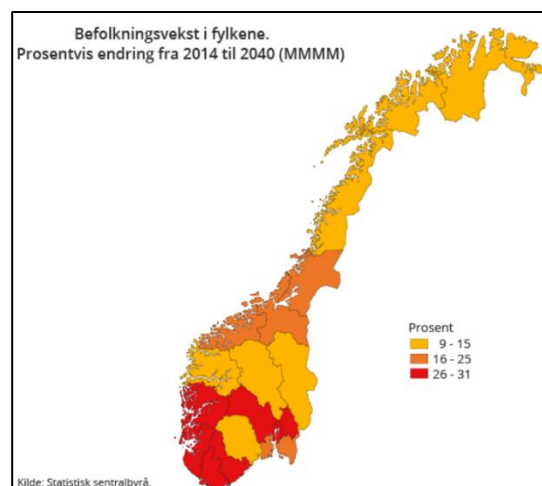 Befolkningsvekst i fylkene.
Prosentvis endring fra 2014 til 2040 (MMMM)
Prosent
9 - 15
16 - 25
26 - 31
Kilde: Statistisk sentralbyrå.